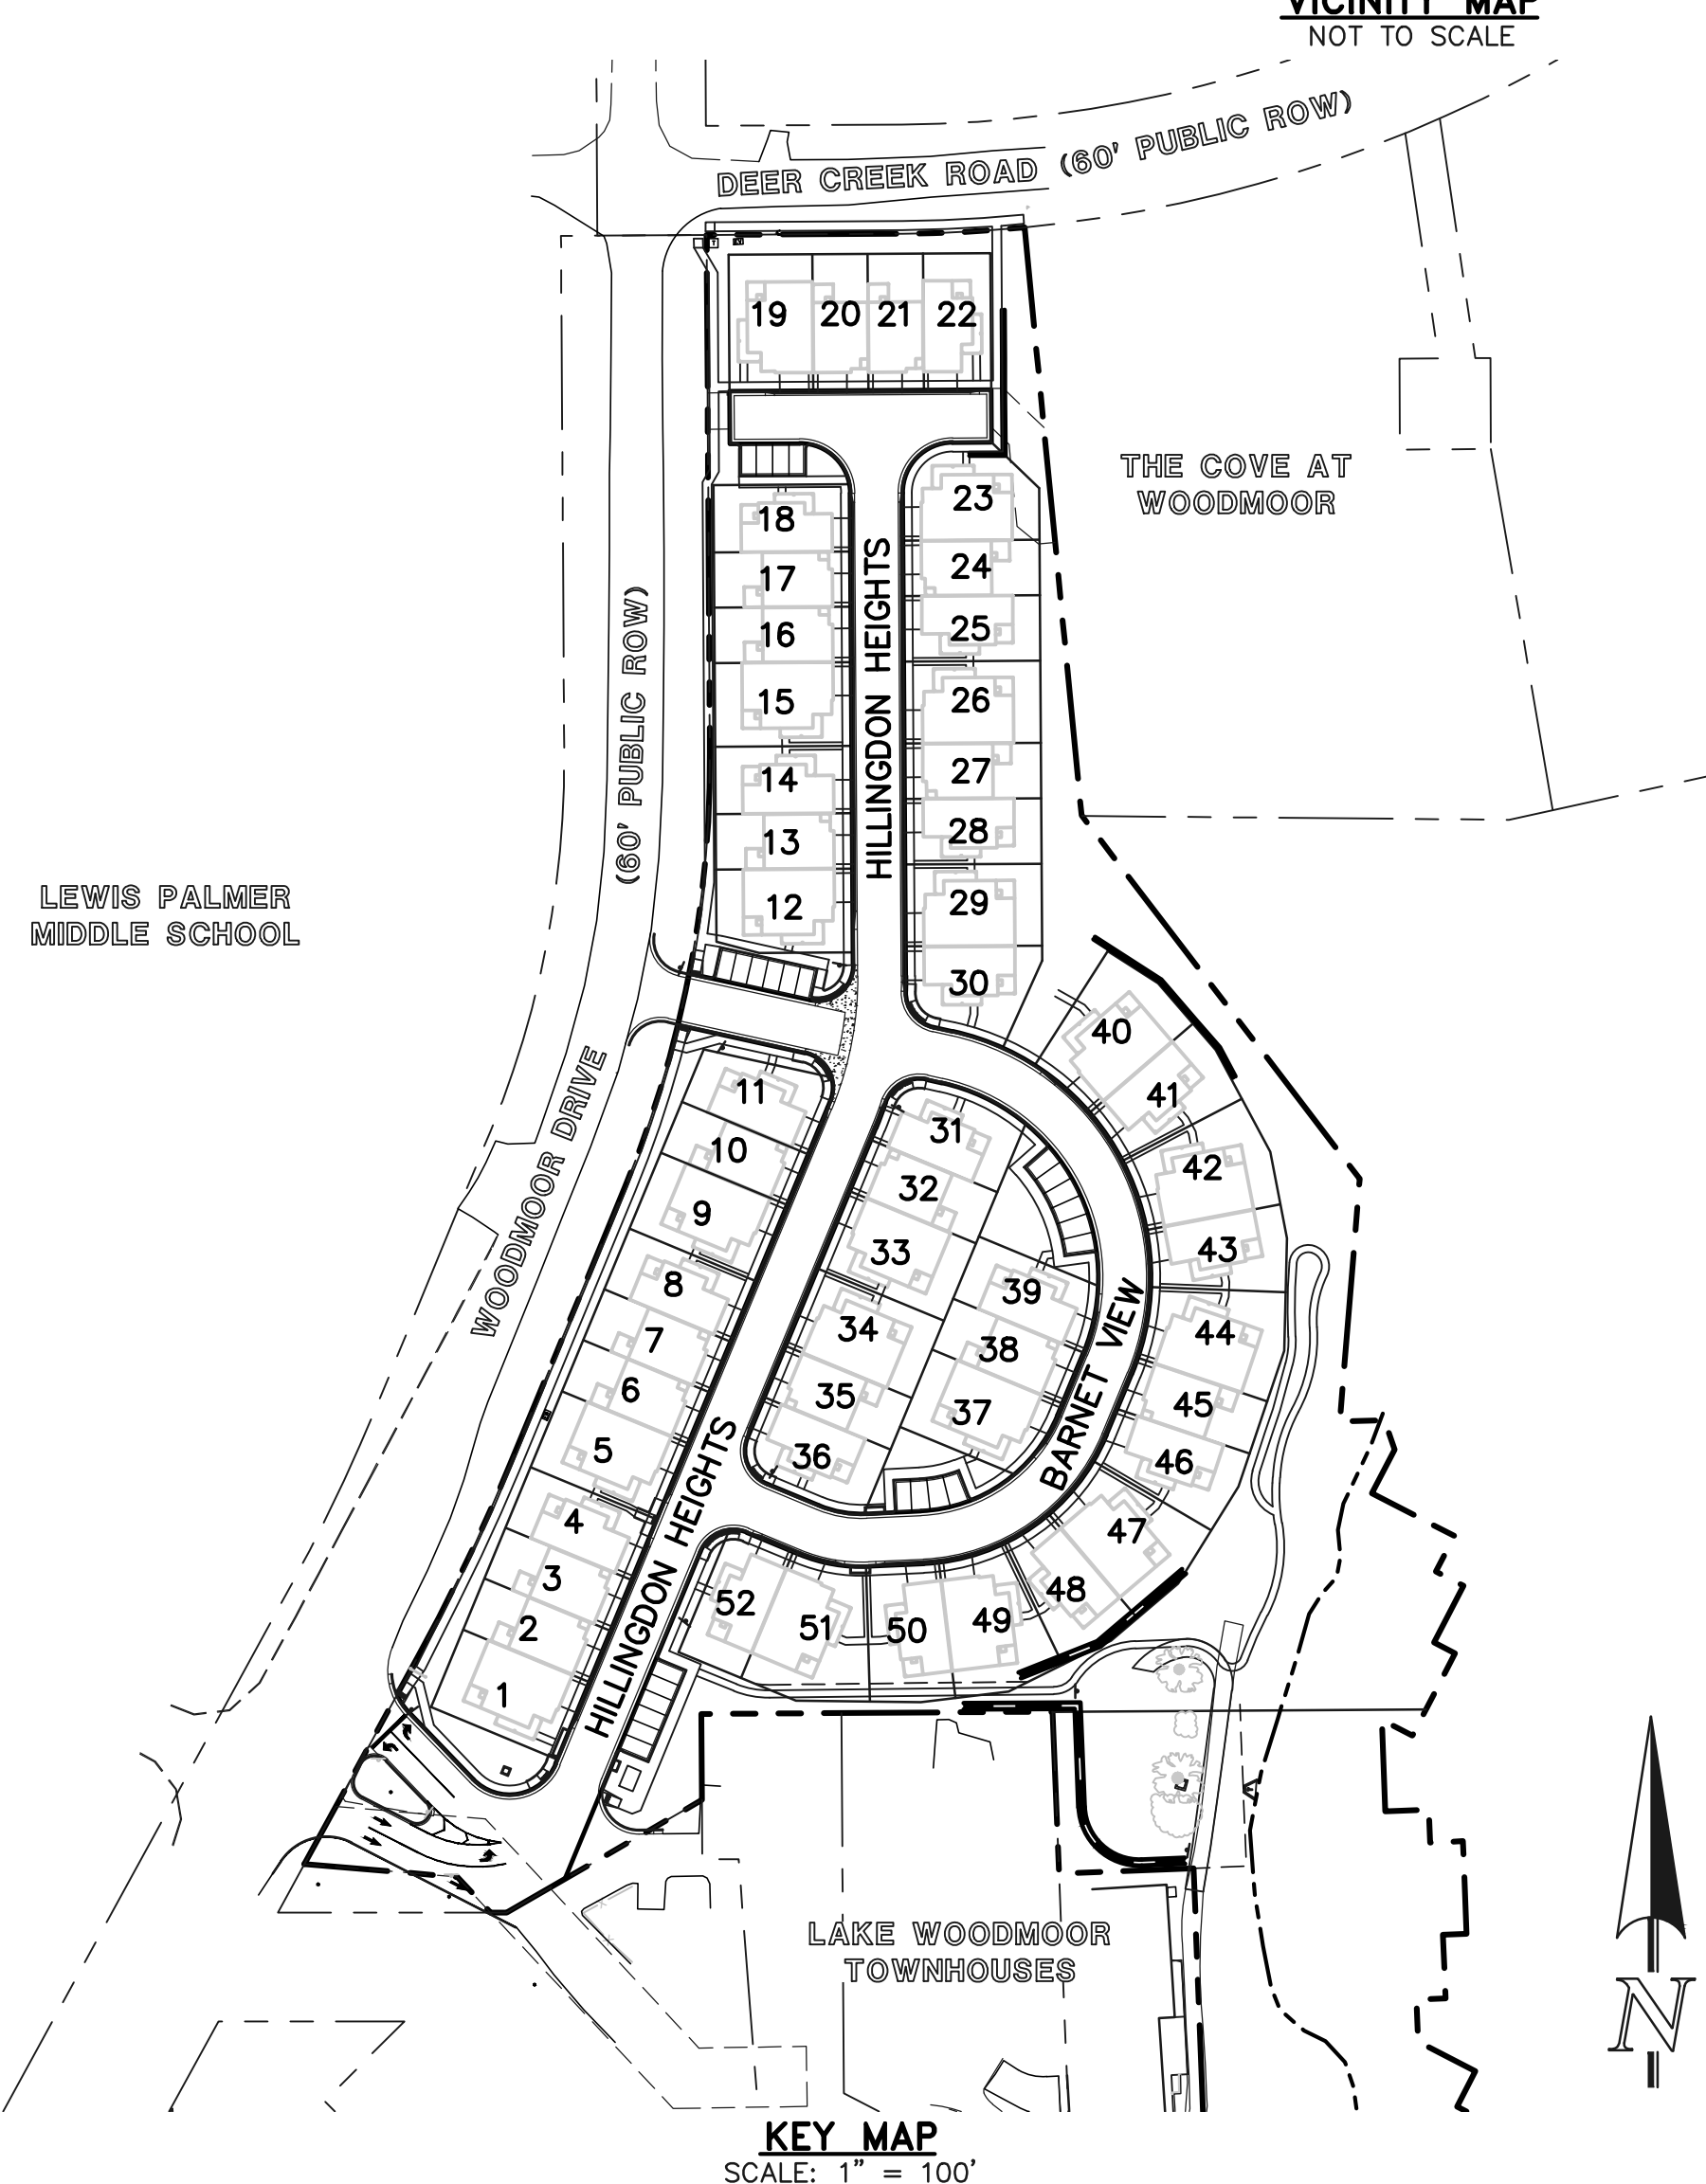 VICINITY MAP
NOT TO SCALE
DEER CREEK ROAD (60' PUBLIC ROW)
19 20 21 22
THE COVE AT
WOODMOOR
23
18
24
17
25
16
26
15
27
14
28
13
29
12
30
HILLINGDON HEIGHTS
(60' PUBLIC ROW)
WOODMOOR DRIVE
LEWIS PALMER
MIDDLE SCHOOL
40
41
42
43
44
45
46
47
48
49
50
51
52
11
10
9
8
7
6
5
4
3
2
1
31
32
33
34
35
36
39
38
37
BARNET VIEW
HILLINGDON HEIGHTS
LAKE WOODMOOR
TOWNHOUSES
N
KEY MAP
SCALE: 1" = 100'